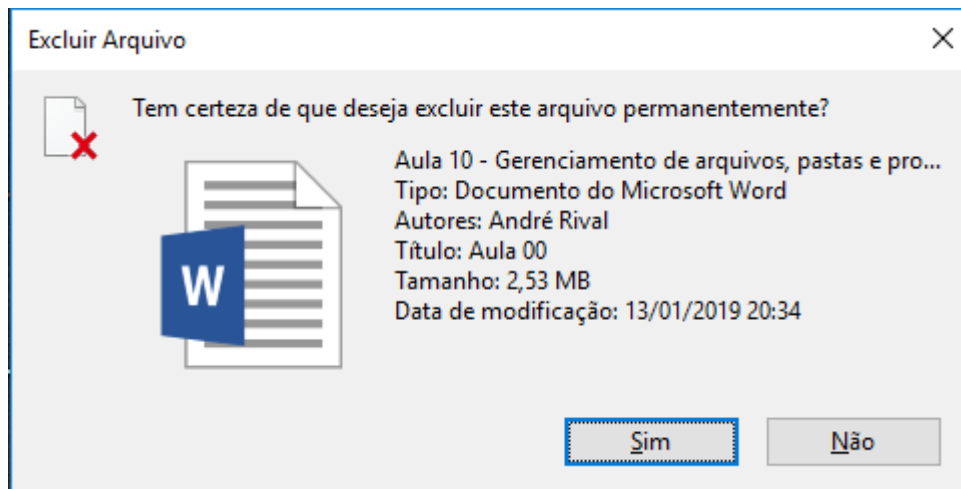 Excluir Arquivo
Tem certeza de que deseja excluir este arquivo permanentemente?
Aula 10 - Gerenciamento de arquivos, pastas e pro...
Tipo: Documento do Microsoft Word
Autores: André Rival
Título: Aula 00
Tamanho: 2,53 MB
Data de modificação: 13/01/2019 20:34
W
Sim
Não